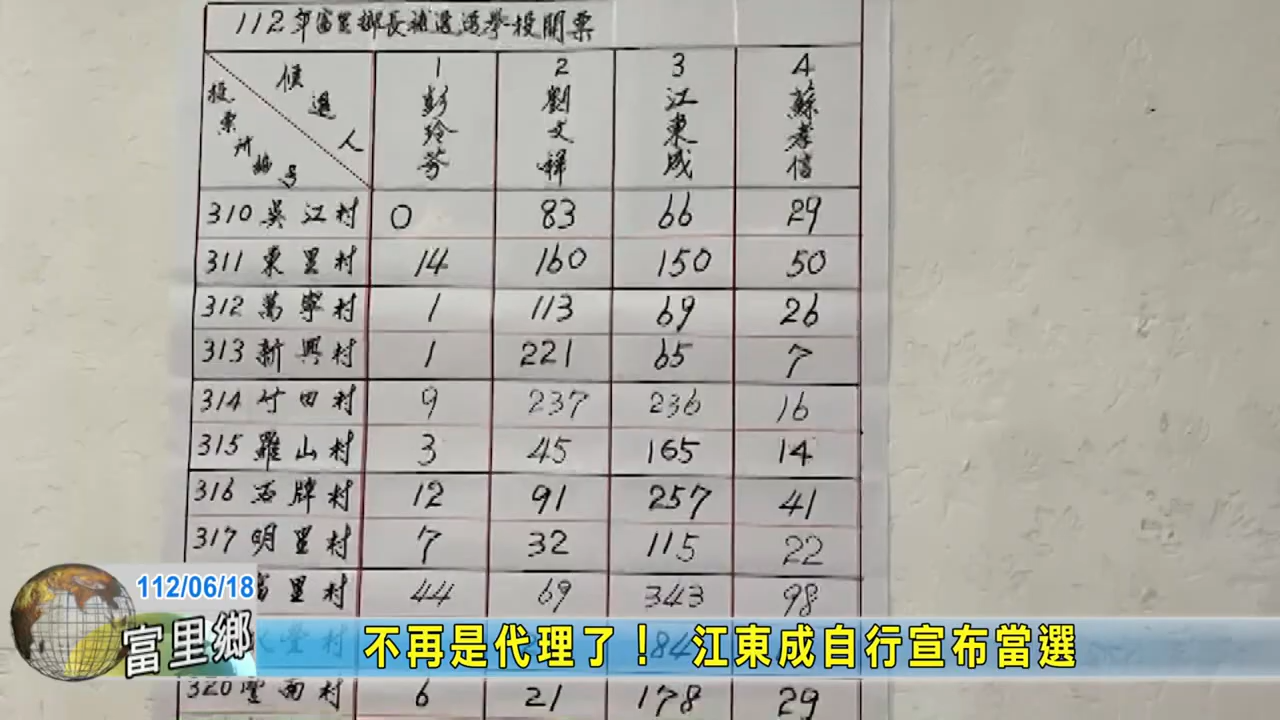 112年富里鄉長補選選舉投開票
候選人
投票所編號
1 彭玲芬
2 劉文祥
3 江東成
4 蘇孝信
310 吳江村 0 83 66 29
311 東里村 14 160 150 50
312 萬寧村 1 113 69 26
313 新興村 1 221 65 7
314 竹田村 9 237 236 16
315 羅山村 3 45 165 14
316 石牌村 12 91 257 41
317 明里村 7 32 115 22
富里村 44 69 343 98
豐村 84
320 豐南村 6 21 178 29
112/06/18
富里鄉
不再是代理了! 江東成自行宣布當選